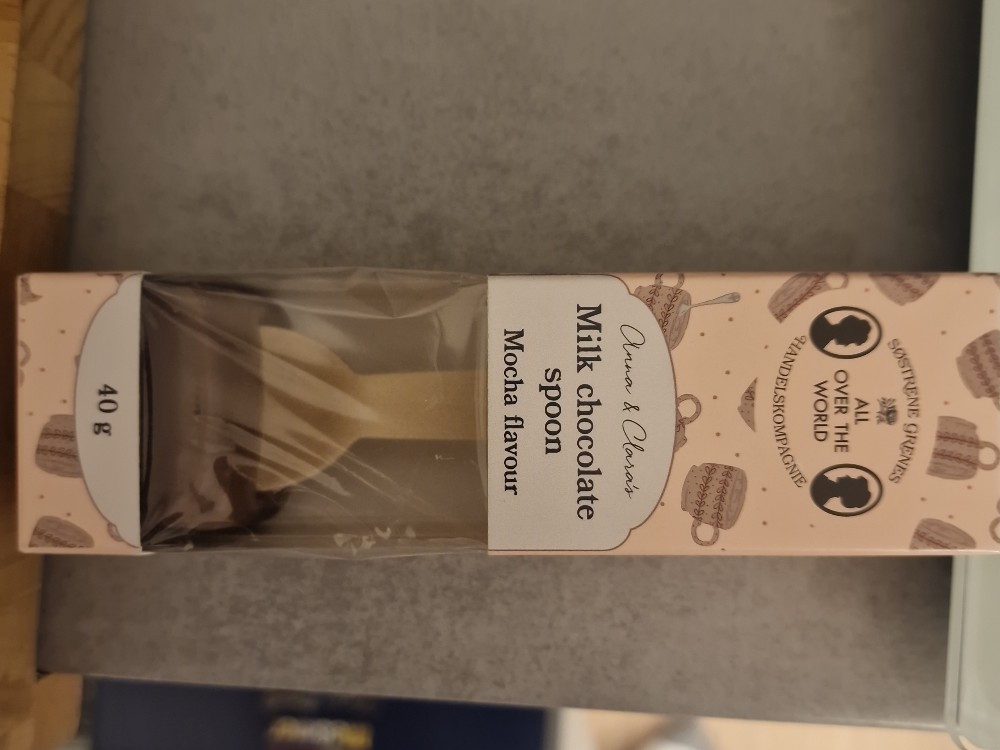 SØSTRENE GRENES
ALL
OVER THE
WORLD
HANDELSKOMPAGNIE
Anna & Clara's
Milk chocolate
spoon
Mocha flavour
40 g